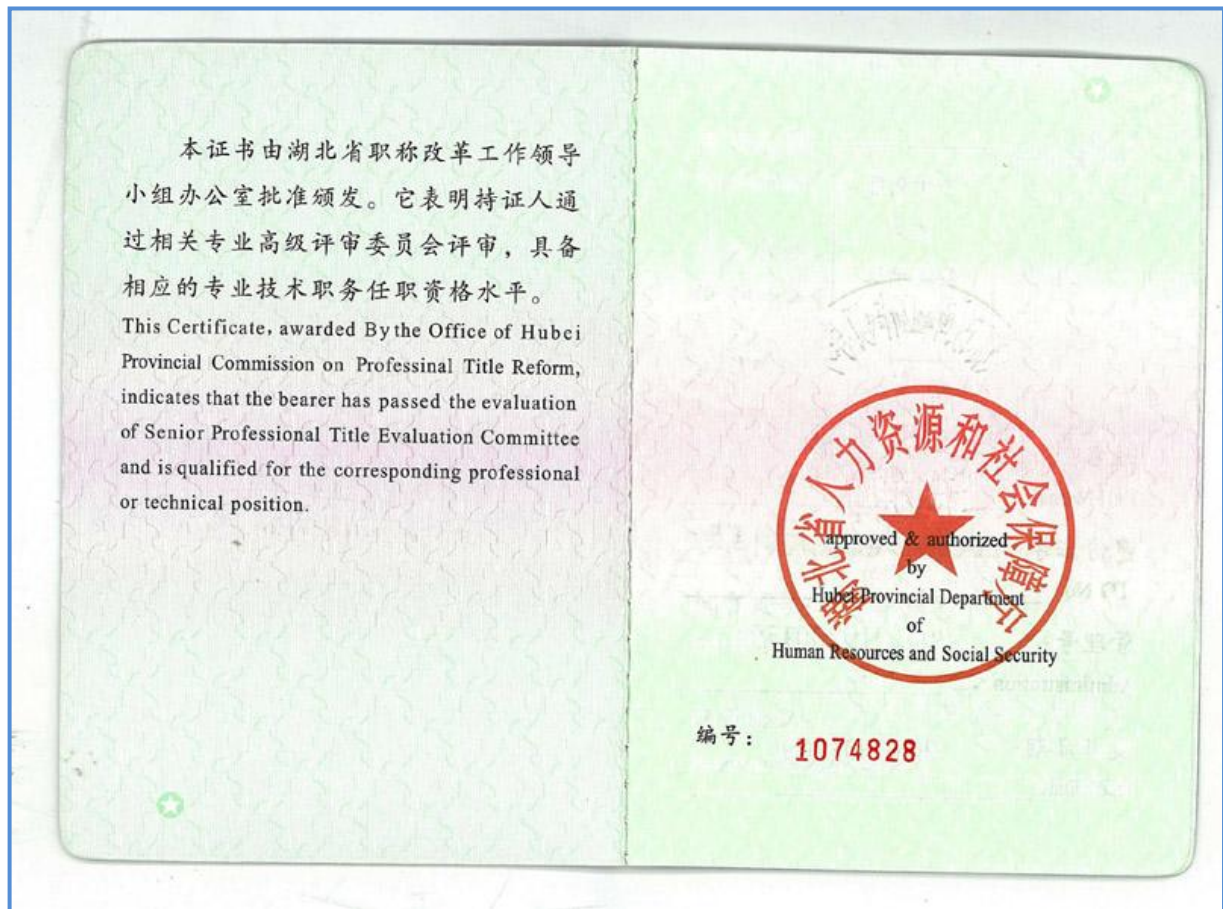 本证书由湖北省职称改革工作领导
小组办公室批准颁发。它表明持证人通
过相关专业高级评审委员会评审，具备
相应的专业技术职务任职资格水平。
This Certificate, awarded By the Office of Hubei
Provincial Commission on Professinal Title Reform,
indicates that the bearer has passed the evaluation
of Senior Professional Title Evaluation Committee
and is qualified for the corresponding professional
or technical position.
湖北省人力资源和社会保障厅
approved & authorized
by
Hubei Provincial Department
of
Human Resources and Social Security
编号：
1074828